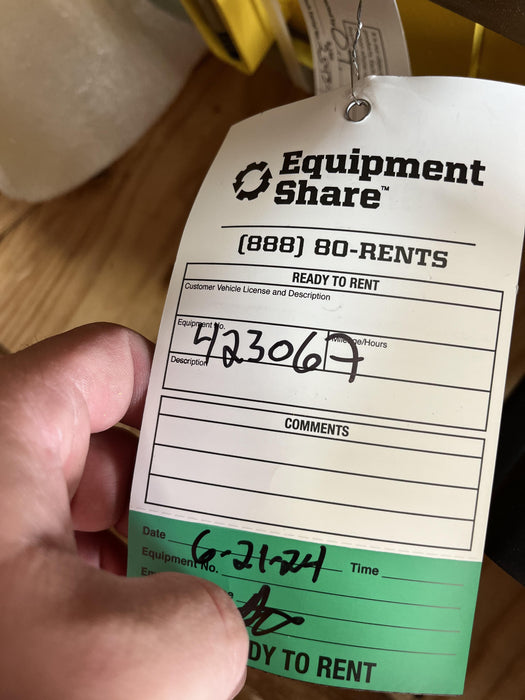 Equipment
Share™
(888) 80-RENTS
READY TO RENT
Customer Vehicle License and Description
Equipment No. Mileage/Hours
423067
Description
COMMENTS
Date 6-21-24 Time
Equipment No.
DY TO RENT